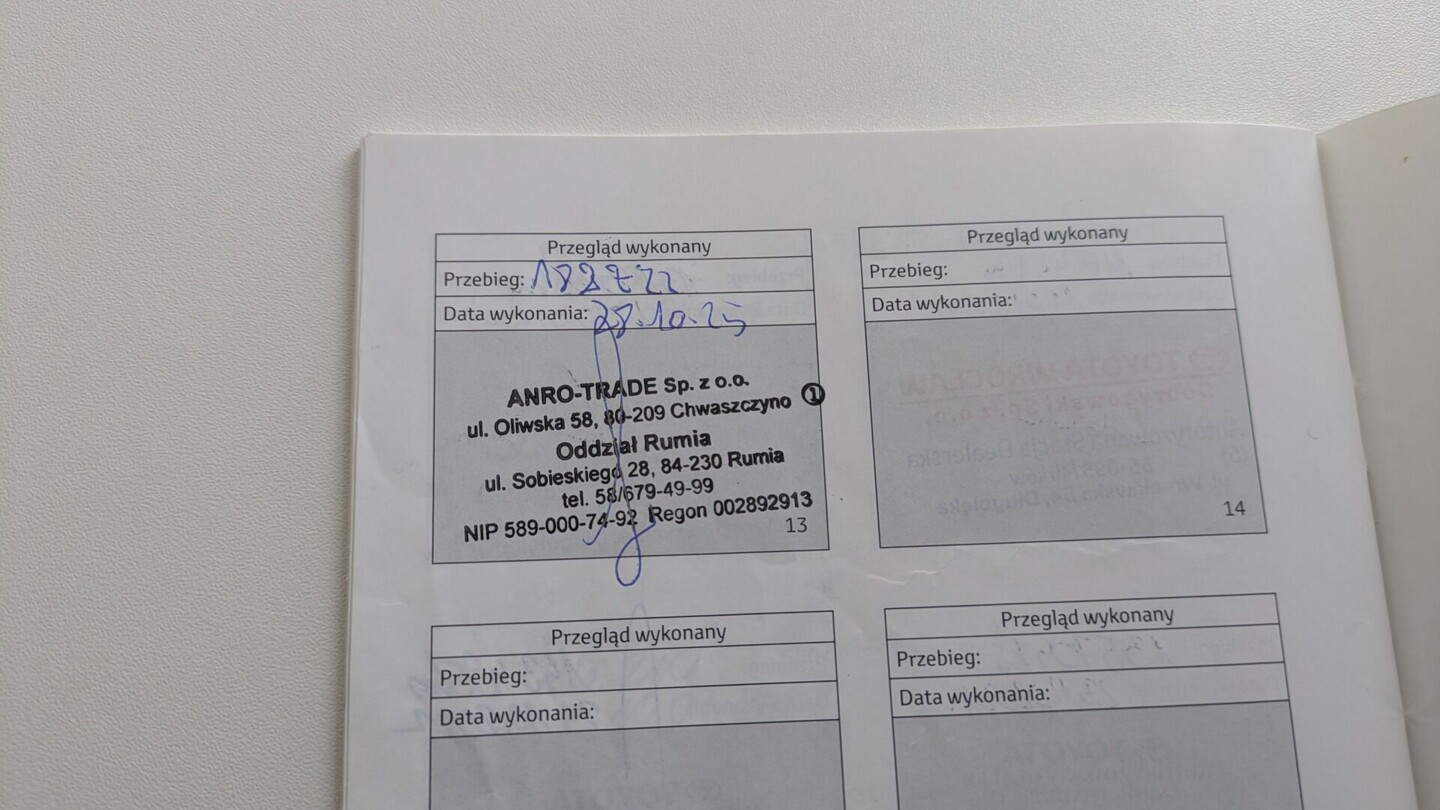 Przegląd wykonany
Przebieg: 182722
Data wykonania: 28.10.25
ANRO-TRADE Sp. z o.o.
ul. Oliwska 58, 80-209 Chwaszczyno ①
Oddział Rumia
ul. Sobieskiego 28, 84-230 Rumia
tel. 58/679-49-99
NIP 589-000-74-92 Regon 002892913
13
Przegląd wykonany
Przebieg:
Data wykonania:
14
Przegląd wykonany
Przebieg:
Data wykonania:
Przegląd wykonany
Przebieg:
Data wykonania: